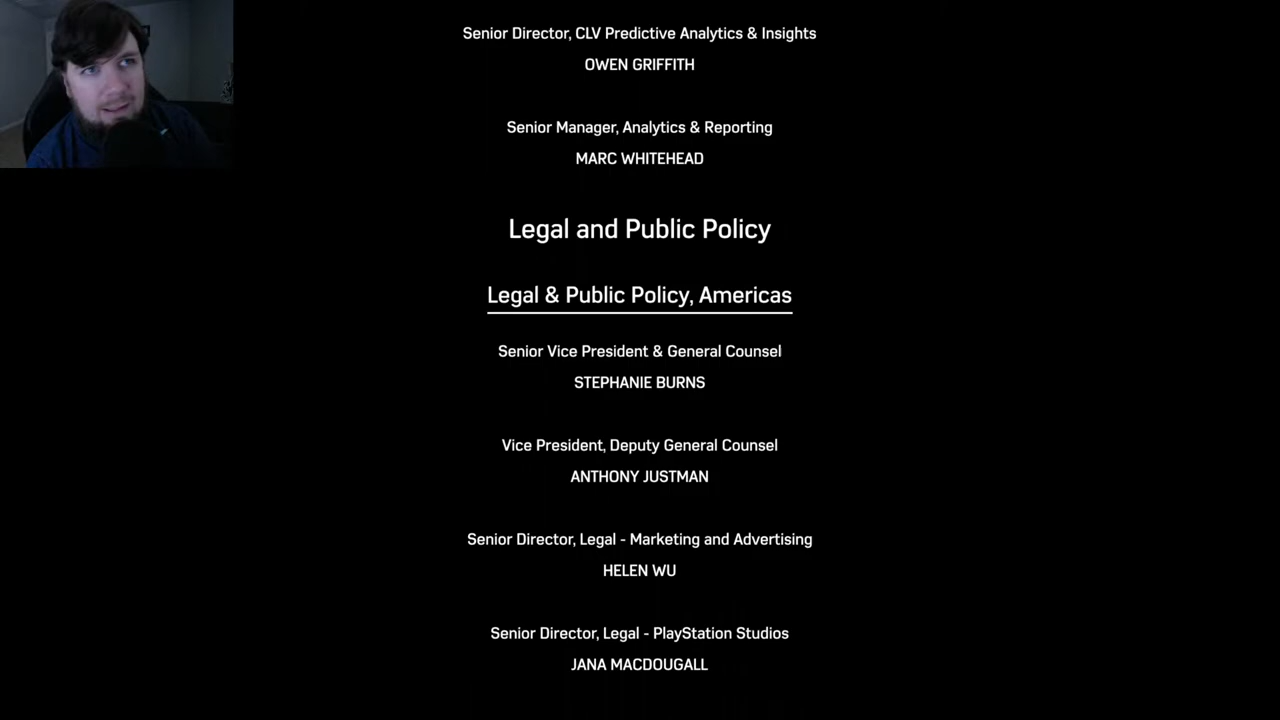 Senior Director, CLV Predictive Analytics & Insights
OWEN GRIFFITH
Senior Manager, Analytics & Reporting
MARC WHITEHEAD
Legal and Public Policy
Legal & Public Policy, Americas
Senior Vice President & General Counsel
STEPHANIE BURNS
Vice President, Deputy General Counsel
ANTHONY JUSTMAN
Senior Director, Legal - Marketing and Advertising
HELEN WU
Senior Director, Legal - PlayStation Studios
JANA MACDOUGALL